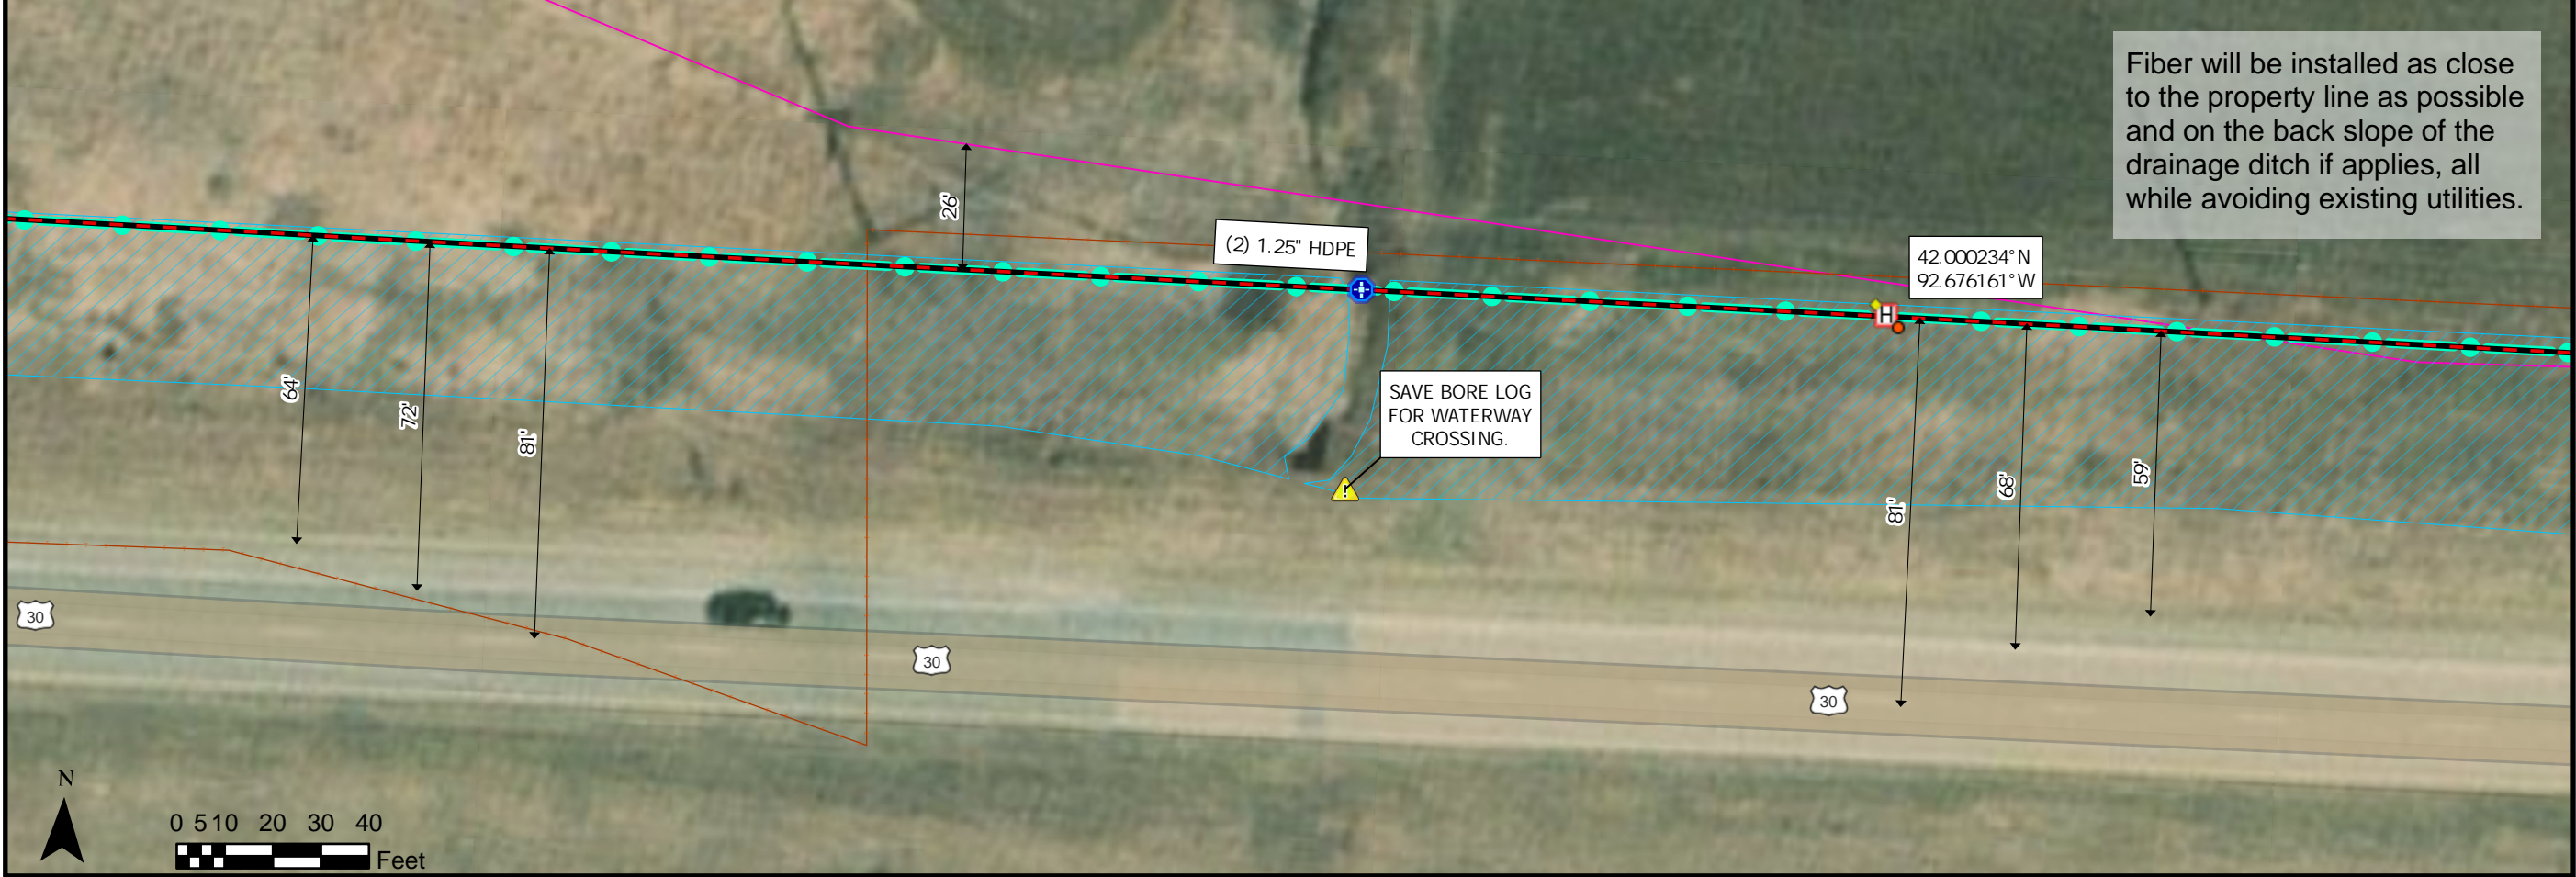 Fiber will be installed as close
to the property line as possible
and on the back slope of the
drainage ditch if applies, all
while avoiding existing utilities.
26'
(2) 1.25" HDPE
42.000234°N
92.676161°W
H
64'
72'
81'
SAVE BORE LOG
FOR WATERWAY
CROSSING.
!
81'
68'
59'
30
30
30
N
0 5 10 20 30 40
Feet